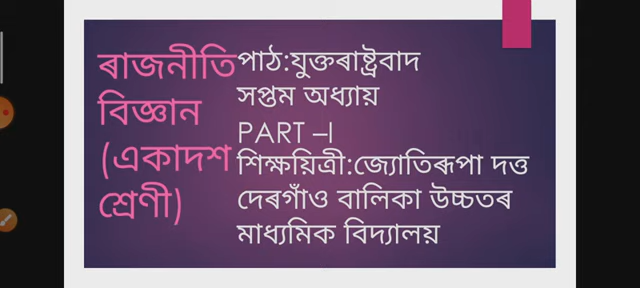 ৰাজনীতি
বিজ্ঞান
(একাদশ
শ্রেণী)
পাঠ:যুক্তৰাষ্ট্ৰবাদ
সপ্তম অধ্যায়
PART –I
শিক্ষয়িত্রী:জ্যোতিৰূপা দত্ত
দেৰগাঁও বালিকা উচ্চতৰ
মাধ্যমিক বিদ্যালয়